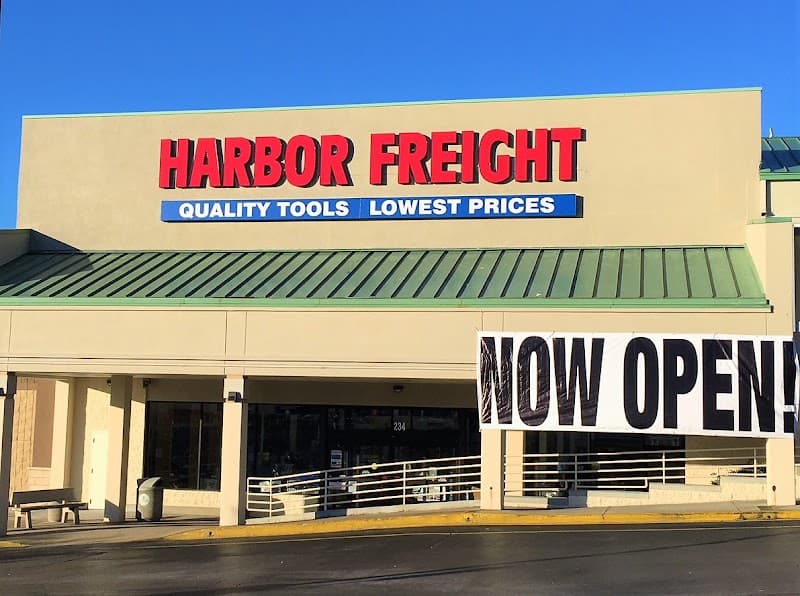 HARBOR FREIGHT
QUALITY TOOLS LOWEST PRICES
NOW OPEN!
234